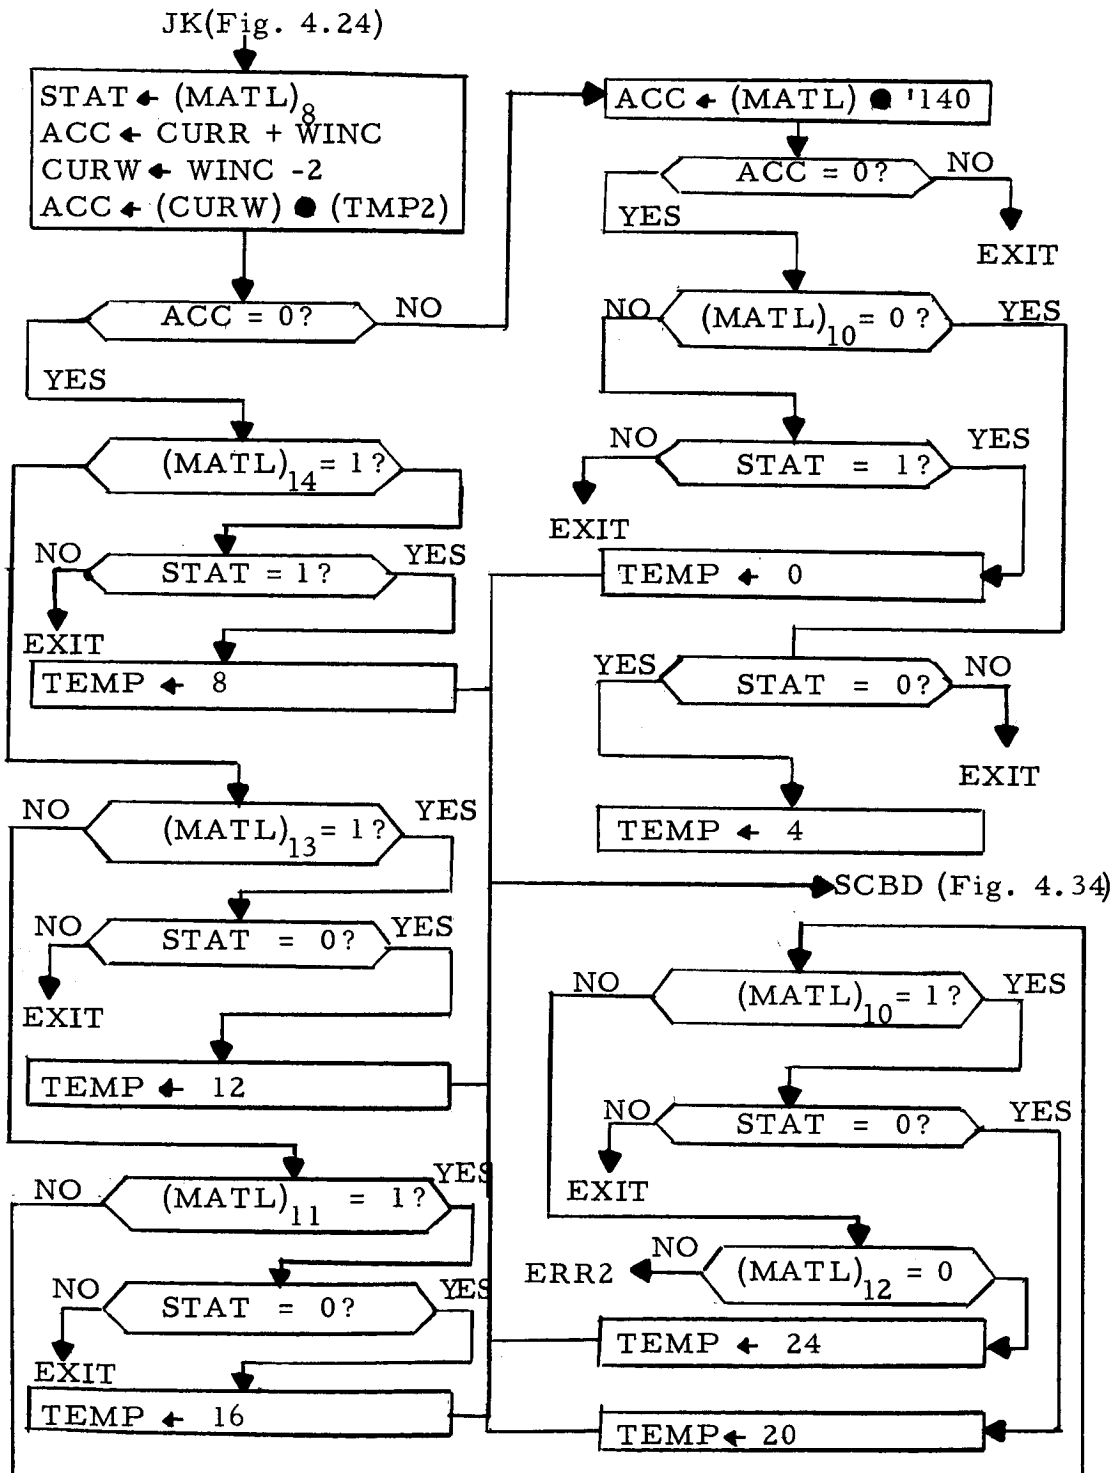 JK(Fig. 4.24)
STAT ← (MATL)8
ACC ← CURR + WINC
CURW ← WINC -2
ACC ← (CURW) ● (TMP2)
ACC = 0?
NO
YES
(MATL)14 = 1?
NO
STAT = 1?
YES
EXIT
TEMP ← 8
NO
(MATL)13 = 1?
YES
NO
STAT = 0?
YES
EXIT
TEMP ← 12
NO
(MATL)11 = 1?
YES
NO
STAT = 0?
YES
EXIT
TEMP ← 16
ACC ← (MATL) ● '140
ACC = 0?
NO
YES
EXIT
NO
(MATL)10 = 0?
YES
NO
STAT = 1?
YES
EXIT
TEMP ← 0
YES
STAT = 0?
NO
EXIT
TEMP ← 4
SCBD (Fig. 4.34)
NO
(MATL)10 = 1?
YES
NO
STAT = 0?
YES
EXIT
ERR2
NO
(MATL)12 = 0
TEMP ← 24
TEMP ← 20